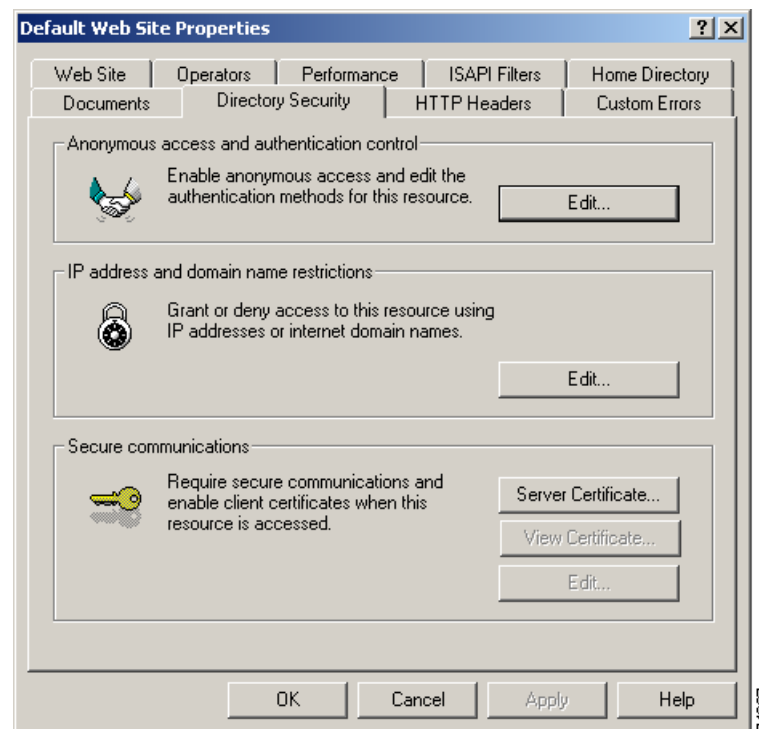 Default Web Site Properties
? X
Web Site Operators Performance ISAPI Filters Home Directory
Documents Directory Security HTTP Headers Custom Errors
Anonymous access and authentication control
Enable anonymous access and edit the
authentication methods for this resource.
Edit...
IP address and domain name restrictions
Grant or deny access to this resource using
IP addresses or internet domain names.
Edit...
Secure communications
Require secure communications and
enable client certificates when this
resource is accessed.
Server Certificate...
View Certificate...
Edit...
OK Cancel Apply Help